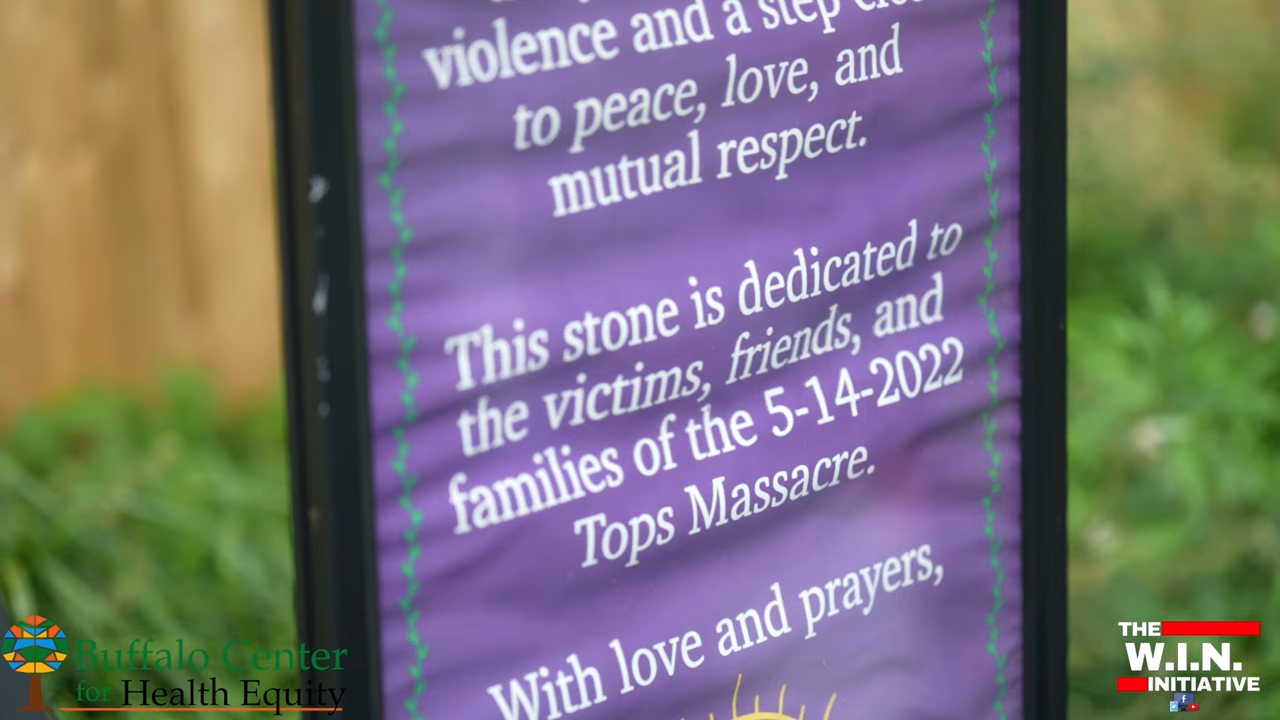 violence and a step
to peace, love, and
mutual respect.
This stone is dedicated to
the victims, friends, and
families of the 5-14-2022
Tops Massacre.
With love and prayers,
Buffalo Center
for Health Equity
THE
W.I.N.
INITIATIVE